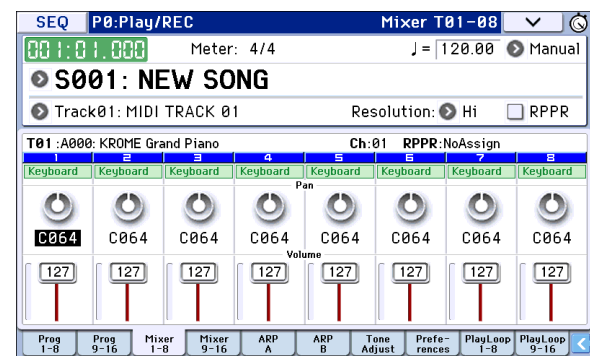 SEQ P0:Play/REC Mixer T01-08
001:01.000 Meter: 4/4 ♩= 120.00 Manual
S001: NEW SONG
Track01: MIDI TRACK 01 Resolution: Hi RPPR
T01 :A000: KROME Grand Piano Ch:01 RPPR:NoAssign
1 2 3 4 5 6 7 8
Keyboard Keyboard Keyboard Keyboard Keyboard Keyboard Keyboard Keyboard
Pan
C064 C064 C064 C064 C064 C064 C064 C064
Volume
127 127 127 127 127 127 127 127
Prog Prog Mixer Mixer ARP ARP Tone Prefe- PlayLoop PlayLoop
1-8 9-16 1-8 9-16 A B Adjust rences 1-8 9-16